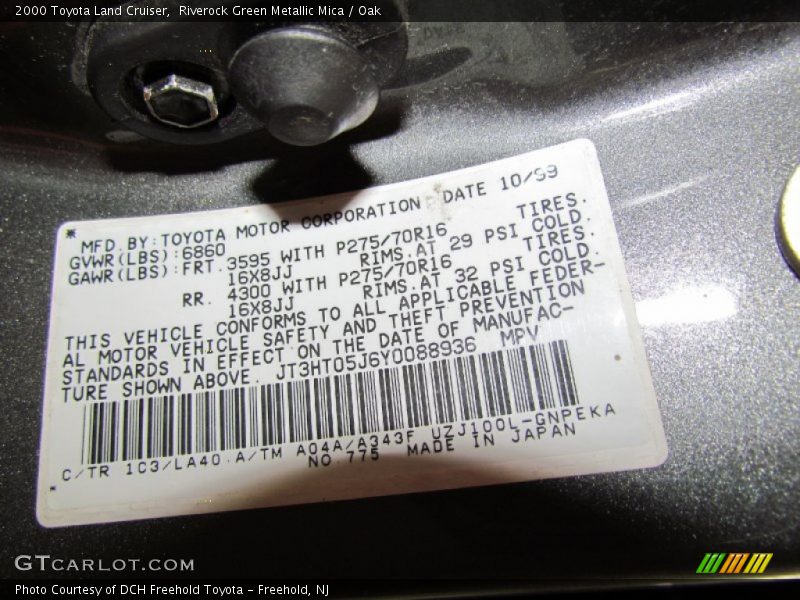 2000 Toyota Land Cruiser,  Riverock Green Metallic Mica / Oak
* MFD. BY: TOYOTA MOTOR CORPORATION DATE 10/99
GVWR(LBS):6860
GAWR(LBS): FRT. 3595 WITH P275/70R16 TIRES.
16X8JJ RIMS. AT 29 PSI COLD.
RR. 4300 WITH P275/70R16 TIRES.
16X8JJ RIMS. AT 32 PSI COLD.
THIS VEHICLE CONFORMS TO ALL APPLICABLE FEDER-
AL MOTOR VEHICLE SAFETY AND THEFT PREVENTION
STANDARDS IN EFFECT ON THE DATE OF MANUFAC-
TURE SHOWN ABOVE. JT3HT05J6Y0088936 MPV
C/TR 1C3/LA40 A/TM A04A/A343F UZJ100L-GNPEKA
NO.775 MADE IN JAPAN
GTCARLOT.COM
Photo Courtesy of DCH Freehold Toyota - Freehold, NJ